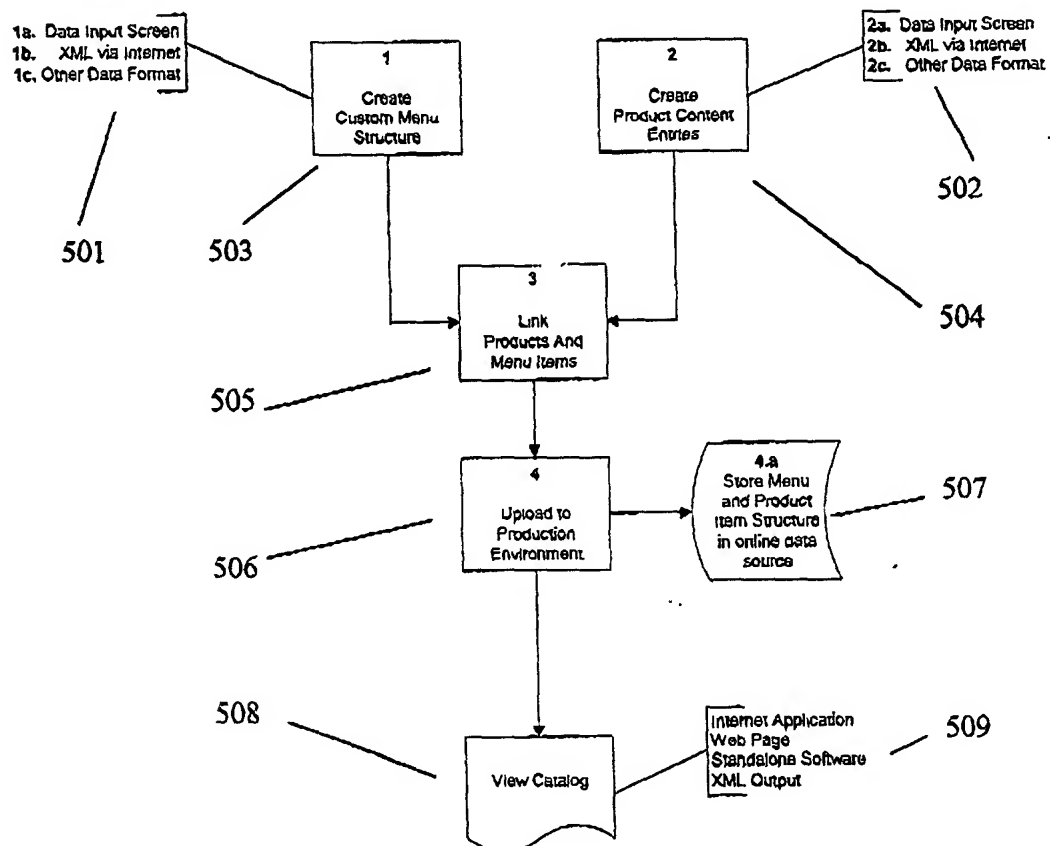 1a. Data Input Screen
1b. XML via Internet
1c. Other Data Format
2a. Data Input Screen
2b. XML via Internet
2c. Other Data Format
1
Create
Custom Menu
Structure
2
Create
Product Content
Entries
501
503
502
504
3
Link
Products And
Menu Items
505
4
Upload to
Production
Environment
4.a
Store Menu
and Product
Item Structure
in online data
source
507
506
508
View Catalog
Internet Application
Web Page
Standalone Software
XML Output
509